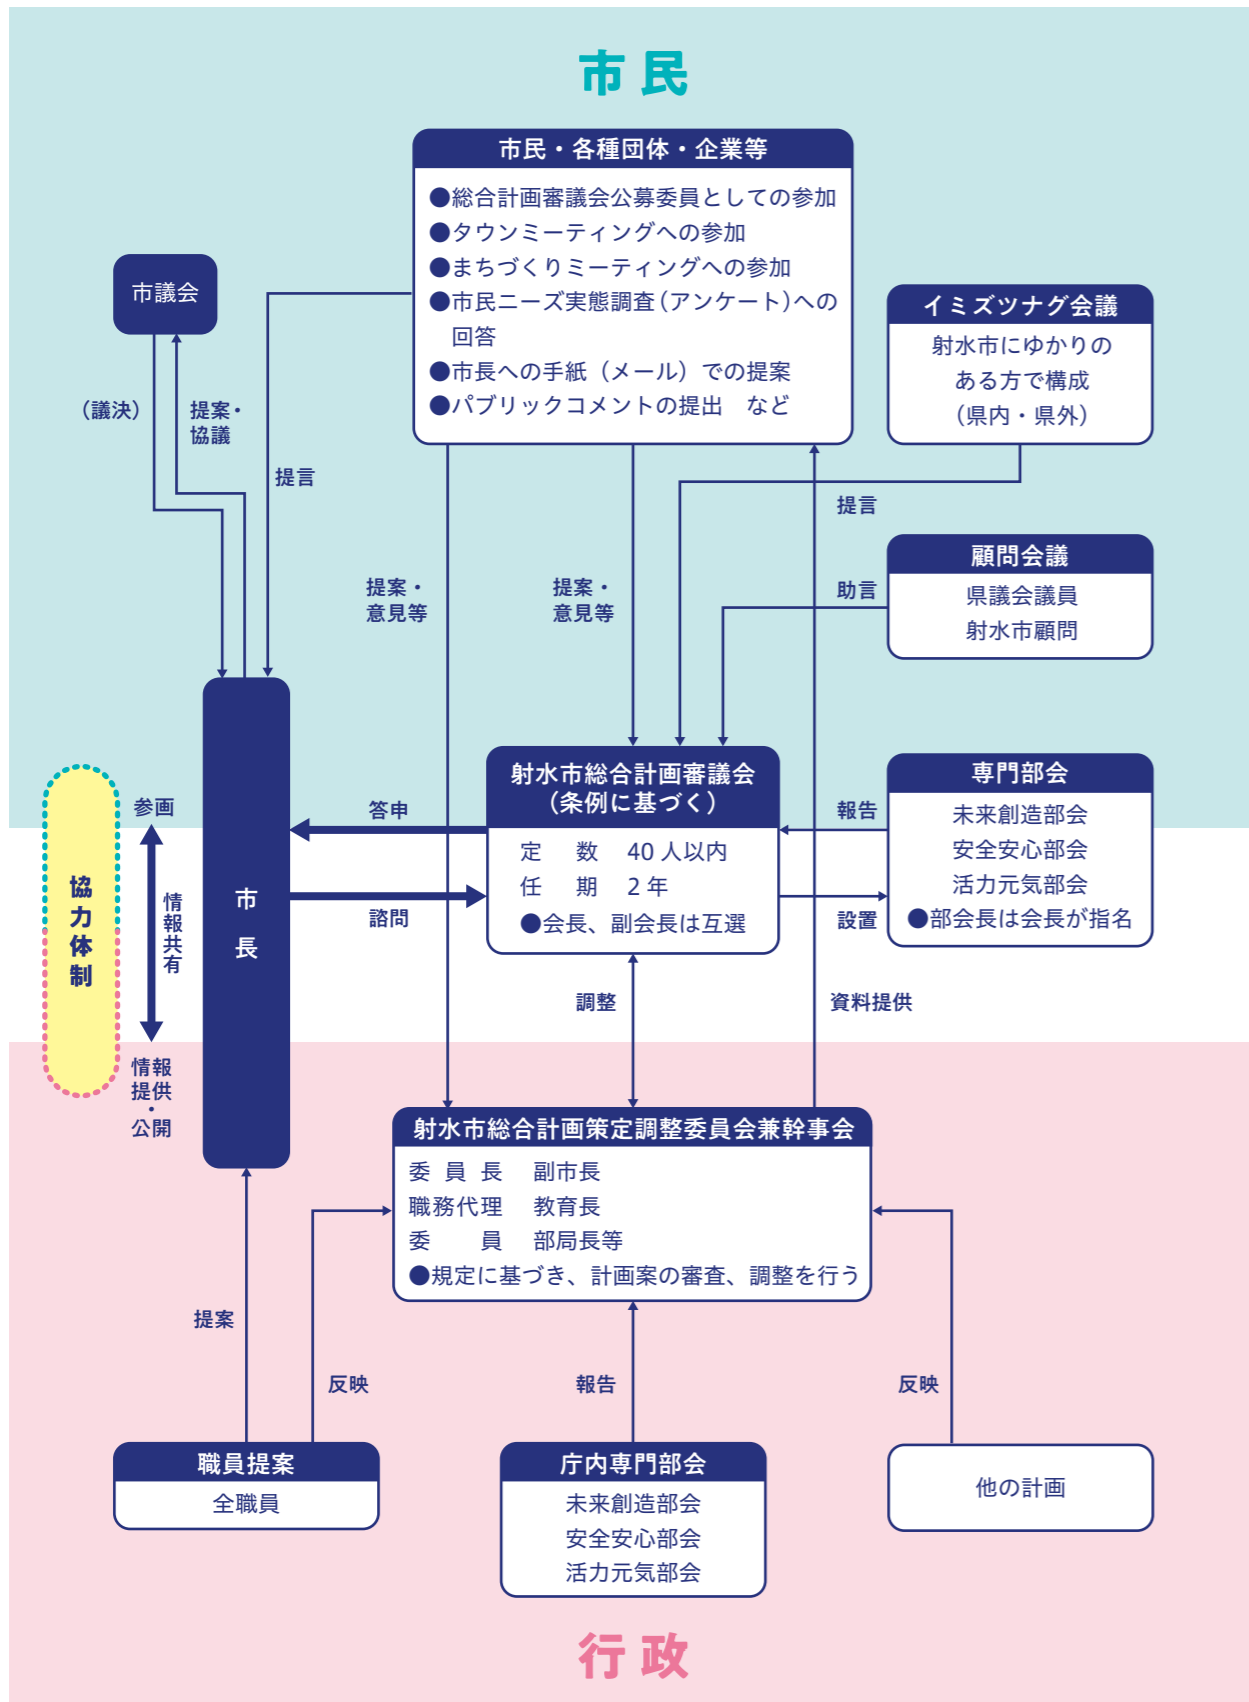 市民
市民・各種団体・企業等
●総合計画審議会公募委員としての参加
●タウンミーティングへの参加
●まちづくりミーティングへの参加
●市民ニーズ実態調査(アンケート)への
回答
●市長への手紙(メール)での提案
●パブリックコメントの提出 など
市議会
イミズツナグ会議
射水市にゆかりの
ある方で構成
(県内・県外)
(議決)
提案・
協議
提言
提言
顧問会議
県議会議員
射水市顧問
助言
提案・
意見等
提案・
意見等
射水市総合計画審議会
(条例に基づく)
定 数 40人以内
任 期 2年
●会長、副会長は互選
専門部会
未来創造部会
安全安心部会
活力元気部会
●部会長は会長が指名
報告
設置
答申
諮問
市長
協力体制
参画
情報共有
情報
提供・
公開
調整
資料提供
射水市総合計画策定調整委員会兼幹事会
委員長 副市長
職務代理 教育長
委 員 部局長等
●規定に基づき、計画案の審査、調整を行う
提案
反映
報告
反映
職員提案
全職員
庁内専門部会
未来創造部会
安全安心部会
活力元気部会
他の計画
行政